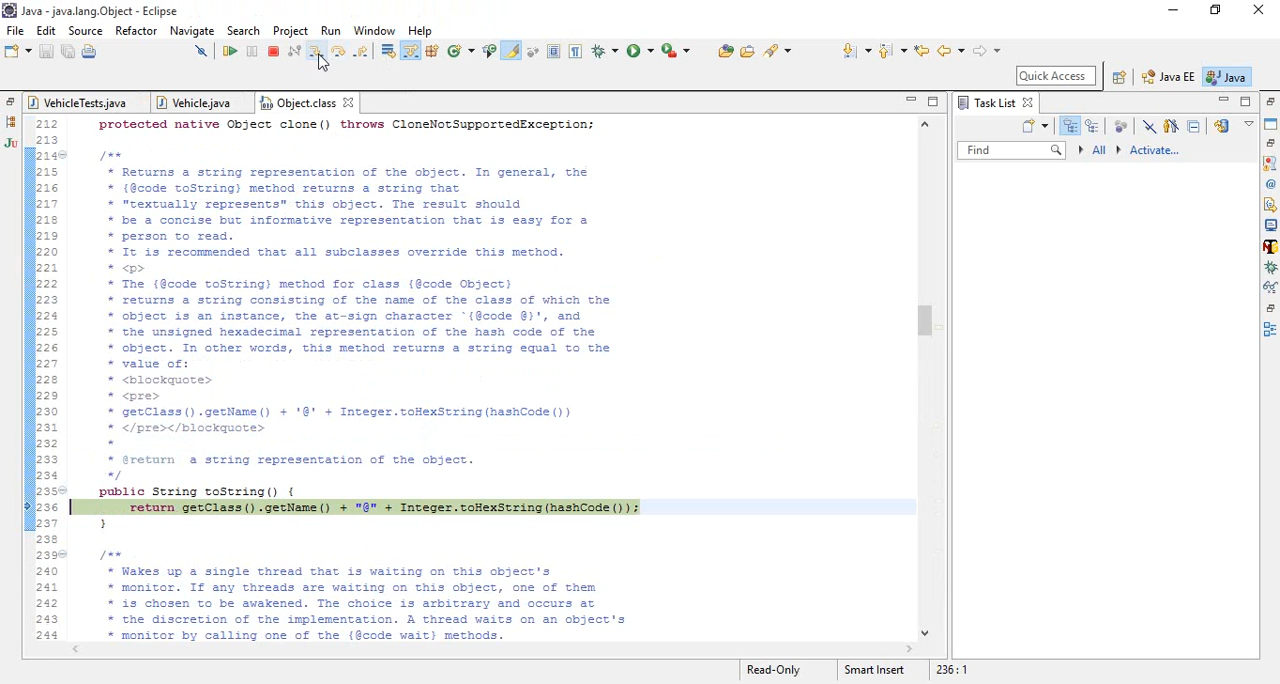 Java - java.lang.Object - Eclipse
File Edit Source Refactor Navigate Search Project Run Window Help
Quick Access Java EE Java
VehicleTests.java Vehicle.java Object.class Task List
Find All Activate...
212 protected native Object clone() throws CloneNotSupportedException;
213
214 /**
215 * Returns a string representation of the object. In general, the
216 * {@code toString} method returns a string that
217 * "textually represents" this object. The result should
218 * be a concise but informative representation that is easy for a
219 * person to read.
220 * It is recommended that all subclasses override this method.
221 * <p>
222 * The {@code toString} method for class {@code Object}
223 * returns a string consisting of the name of the class of which the
224 * object is an instance, the at-sign character `{@code @}', and
225 * the unsigned hexadecimal representation of the hash code of the
226 * object. In other words, this method returns a string equal to the
227 * value of:
228 * <blockquote>
229 * <pre>
230 * getClass().getName() + '@' + Integer.toHexString(hashCode())
231 * </pre></blockquote>
232 *
233 * @return a string representation of the object.
234 */
235 public String toString() {
236 return getClass().getName() + "@" + Integer.toHexString(hashCode());
237 }
238
239 /**
240 * Wakes up a single thread that is waiting on this object's
241 * monitor. If any threads are waiting on this object, one of them
242 * is chosen to be awakened. The choice is arbitrary and occurs at
243 * the discretion of the implementation. A thread waits on an object's
244 * monitor by calling one of the {@code wait} methods.
Read-Only Smart Insert 236 : 1